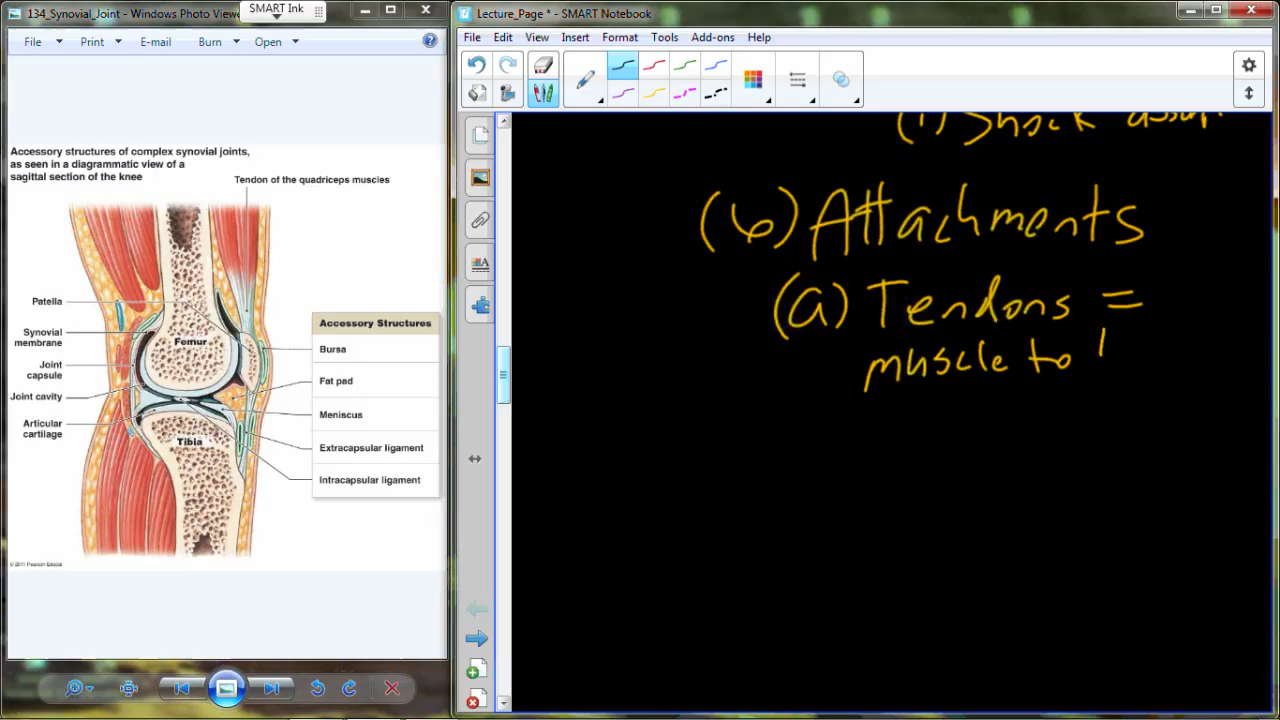 134_Synovial_Joint - Windows Photo Viewe
SMART Ink
File Print E-mail Burn Open
Accessory structures of complex synovial joints,
as seen in a diagrammatic view of a
sagittal section of the knee
Tendon of the quadriceps muscles
Patella
Synovial
membrane
Joint
capsule
Joint cavity
Articular
cartilage
Femur
Tibia
Accessory Structures
Bursa
Fat pad
Meniscus
Extracapsular ligament
Intracapsular ligament
Lecture_Page * - SMART Notebook
File Edit View Insert Format Tools Add-ons Help
(1) Shock
(6) Attachments
(a) Tendons =
muscle to